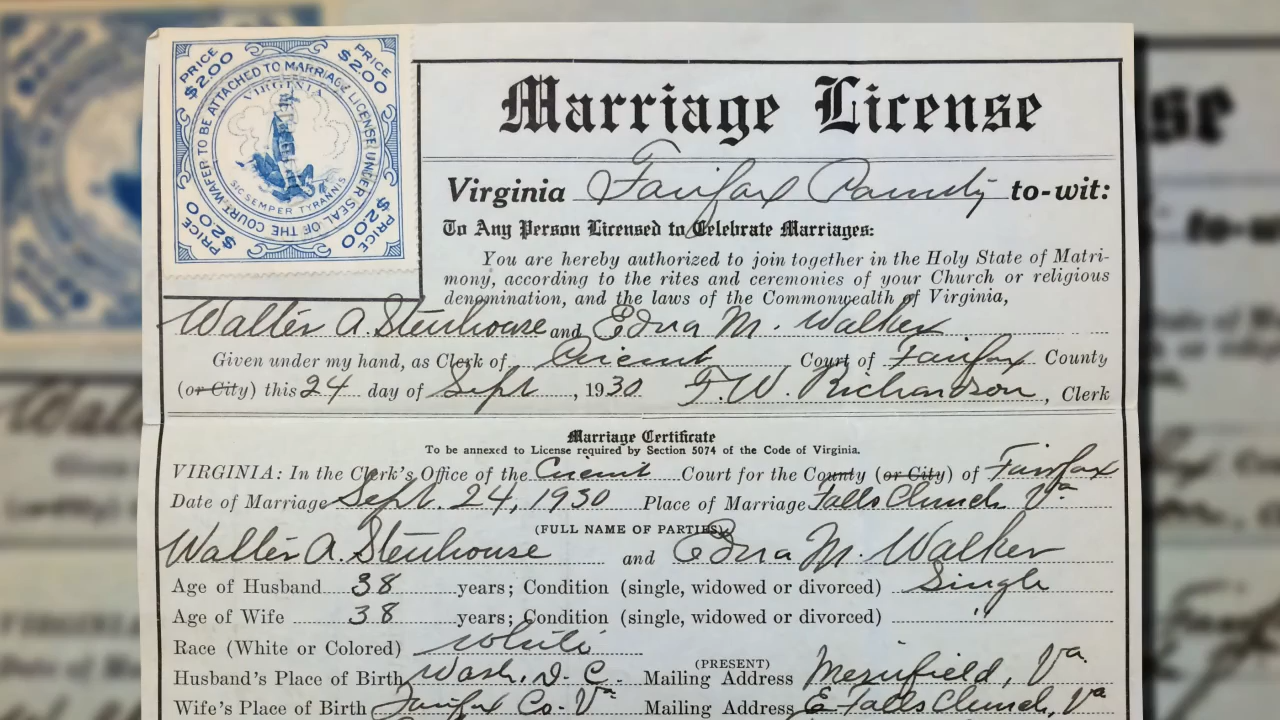 PRICE $2.00 PRICE $2.00
WAFER TO BE ATTACHED TO MARRIAGE LICENSE UNDER SEAL OF THE COURT
VIRGINIA
SIC SEMPER TYRANNIS
PRICE $2.00 PRICE $2.00
Marriage License
Virginia Fairfax County to-wit:
To Any Person Licensed to Celebrate Marriages:
You are hereby authorized to join together in the Holy State of Matri-
mony, according to the rites and ceremonies of your Church or religious
denomination, and the laws of the Commonwealth of Virginia,
Walter A. Stenhouse and Edna M. Walker
Given under my hand, as Clerk of Circuit Court of Fairfax County
(or City) this 24 day of Sept, 1930 F.W. Richardson, Clerk
Marriage Certificate
To be annexed to License required by Section 5074 of the Code of Virginia.
VIRGINIA: In the Clerk's Office of the Circuit Court for the County (or City) of Fairfax
Date of Marriage Sept. 24, 1930 Place of Marriage Falls Church Va
(FULL NAME OF PARTIES)
Walter A. Stenhouse and Edna M. Walker
Age of Husband 38 years; Condition (single, widowed or divorced) Single
Age of Wife 38 years; Condition (single, widowed or divorced) "
Race (White or Colored) White
(PRESENT)
Husband's Place of Birth Wash. D. C. Mailing Address Merrifield, Va.
Wife's Place of Birth Fairfax Co. Va Mailing Address E. Falls Church, Va